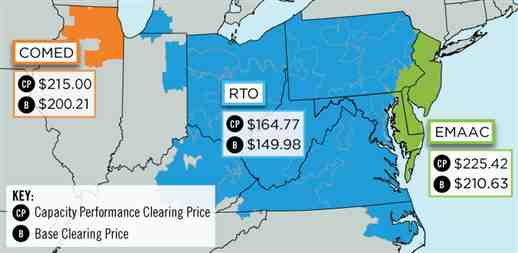 COMED
CP $215.00
B $200.21
RTO
CP $164.77
B $149.98
EMAAC
CP $225.42
B $210.63
KEY:
CP Capacity Performance Clearing Price
B Base Clearing Price